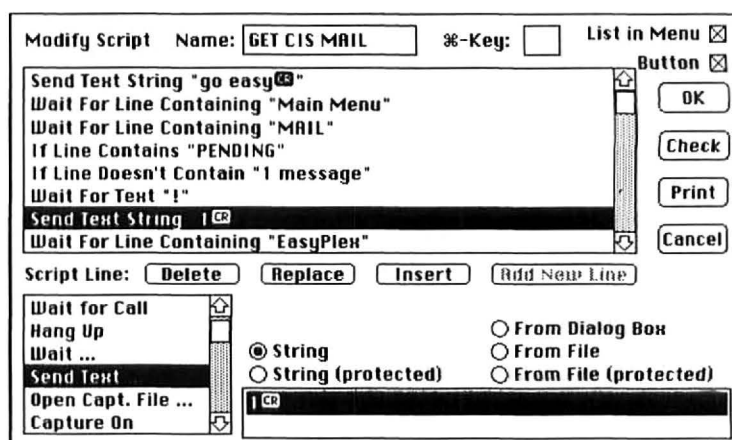 Modify Script Name: GET CIS MAIL ⌘-Key: List in Menu
Button
Send Text String "go easy CR"
Wait For Line Containing "Main Menu"
Wait For Line Containing "MAIL"
If Line Contains "PENDING"
If Line Doesn't Contain "1 message"
Wait For Text "!"
Send Text String 1 CR
Wait For Line Containing "EasyPlex"
OK
Check
Print
Cancel
Script Line: Delete Replace Insert Add New Line
Wait for Call
Hang Up
Wait ...
Send Text
Open Capt. File ...
Capture On
String
String (protected)
From Dialog Box
From File
From File (protected)
1 CR